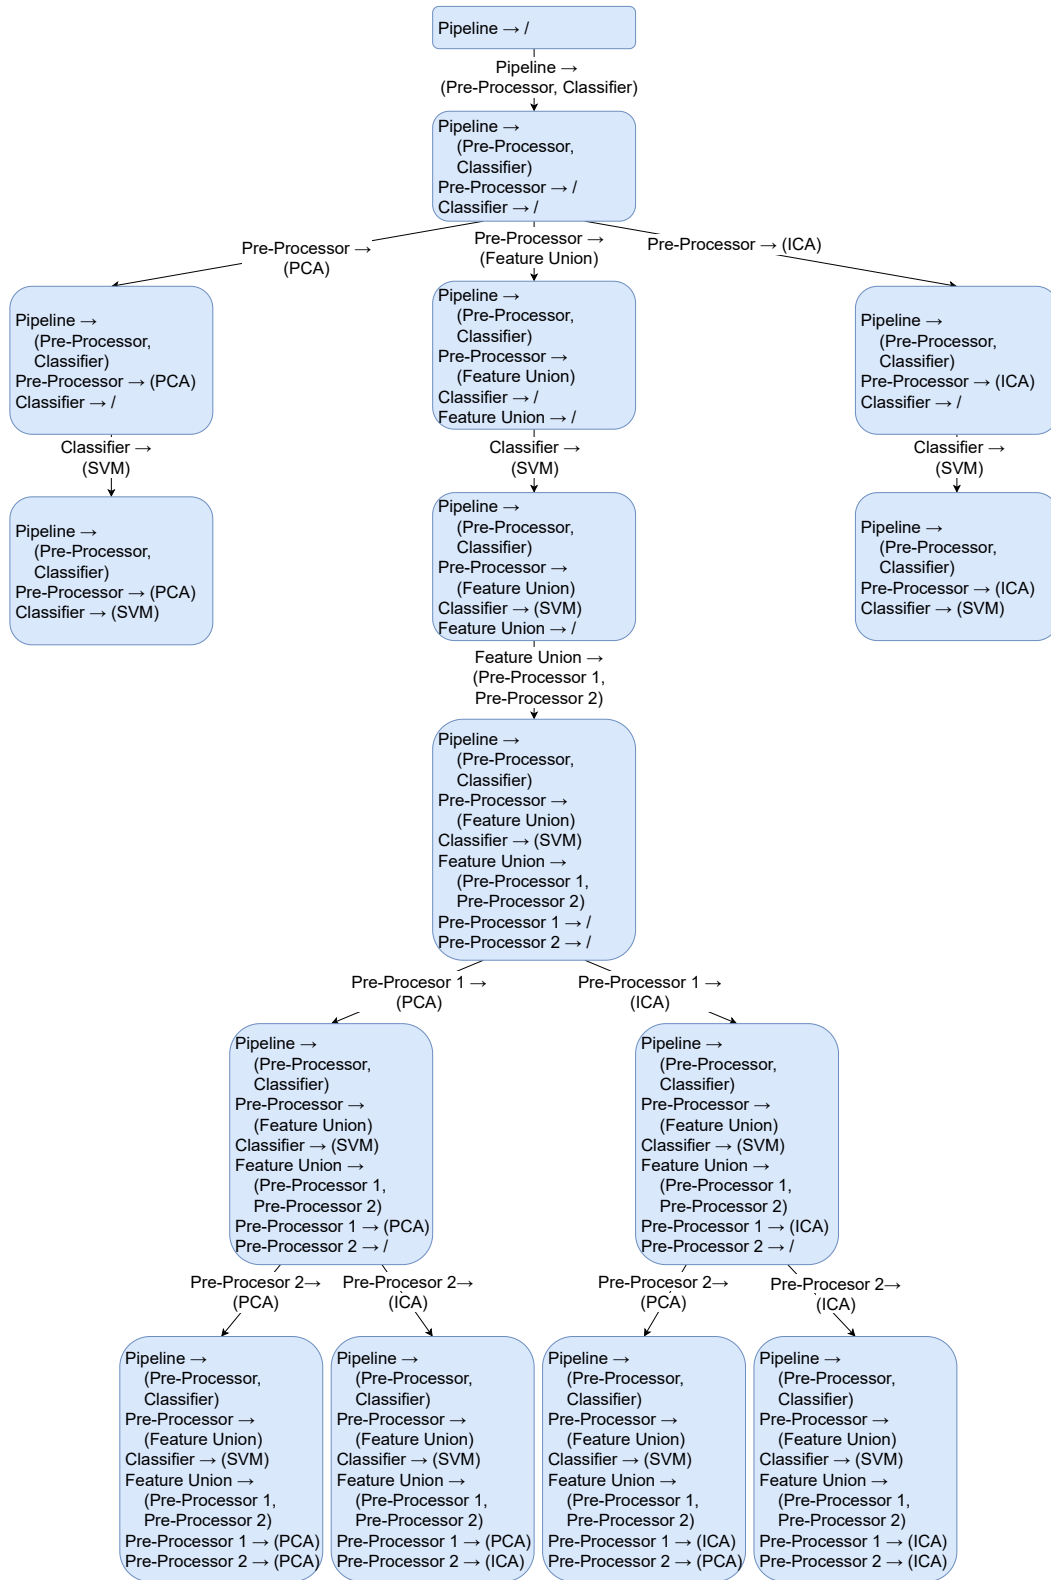 Pipeline → /
Pipeline →
(Pre-Processor, Classifier)
Pipeline →
(Pre-Processor,
Classifier)
Pre-Processor → /
Classifier → /
Pre-Processor →
(PCA)
Pre-Processor →
(Feature Union)
Pre-Processor → (ICA)
Pipeline →
(Pre-Processor,
Classifier)
Pre-Processor → (PCA)
Classifier → /
Pipeline →
(Pre-Processor,
Classifier)
Pre-Processor →
(Feature Union)
Classifier → /
Feature Union → /
Pipeline →
(Pre-Processor,
Classifier)
Pre-Processor → (ICA)
Classifier → /
Classifier →
(SVM)
Classifier →
(SVM)
Classifier →
(SVM)
Pipeline →
(Pre-Processor,
Classifier)
Pre-Processor → (PCA)
Classifier → (SVM)
Pipeline →
(Pre-Processor,
Classifier)
Pre-Processor →
(Feature Union)
Classifier → (SVM)
Feature Union → /
Pipeline →
(Pre-Processor,
Classifier)
Pre-Processor → (ICA)
Classifier → (SVM)
Feature Union →
(Pre-Processor 1,
Pre-Processor 2)
Pipeline →
(Pre-Processor,
Classifier)
Pre-Processor →
(Feature Union)
Classifier → (SVM)
Feature Union →
(Pre-Processor 1,
Pre-Processor 2)
Pre-Processor 1 → /
Pre-Processor 2 → /
Pre-Procesor 1 →
(PCA)
Pre-Processor 1 →
(ICA)
Pipeline →
(Pre-Processor,
Classifier)
Pre-Processor →
(Feature Union)
Classifier → (SVM)
Feature Union →
(Pre-Processor 1,
Pre-Processor 2)
Pre-Processor 1 → (PCA)
Pre-Processor 2 → /
Pipeline →
(Pre-Processor,
Classifier)
Pre-Processor →
(Feature Union)
Classifier → (SVM)
Feature Union →
(Pre-Processor 1,
Pre-Processor 2)
Pre-Processor 1 → (ICA)
Pre-Processor 2 → /
Pre-Procesor 2→
(PCA)
Pre-Procesor 2→
(ICA)
Pre-Procesor 2→
(PCA)
Pre-Procesor 2→
(ICA)
Pipeline →
(Pre-Processor,
Classifier)
Pre-Processor →
(Feature Union)
Classifier → (SVM)
Feature Union →
(Pre-Processor 1,
Pre-Processor 2)
Pre-Processor 1 → (PCA)
Pre-Processor 2 → (PCA)
Pipeline →
(Pre-Processor,
Classifier)
Pre-Processor →
(Feature Union)
Classifier → (SVM)
Feature Union →
(Pre-Processor 1,
Pre-Processor 2)
Pre-Processor 1 → (PCA)
Pre-Processor 2 → (ICA)
Pipeline →
(Pre-Processor,
Classifier)
Pre-Processor →
(Feature Union)
Classifier → (SVM)
Feature Union →
(Pre-Processor 1,
Pre-Processor 2)
Pre-Processor 1 → (ICA)
Pre-Processor 2 → (PCA)
Pipeline →
(Pre-Processor,
Classifier)
Pre-Processor →
(Feature Union)
Classifier → (SVM)
Feature Union →
(Pre-Processor 1,
Pre-Processor 2)
Pre-Processor 1 → (ICA)
Pre-Processor 2 → (ICA)